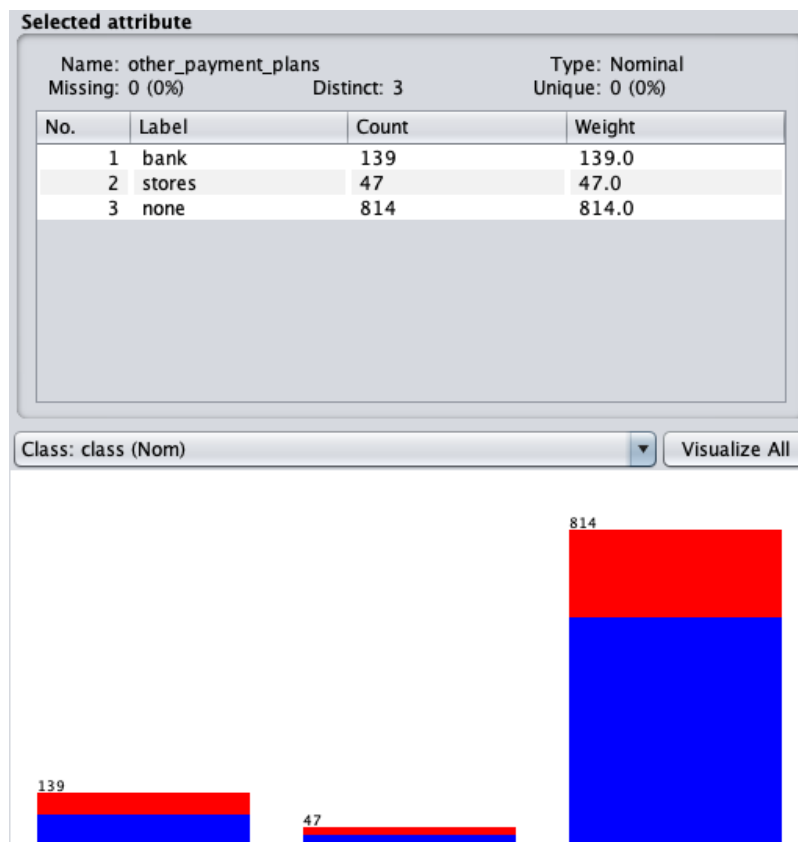 Selected attribute
Name: other_payment_plans Type: Nominal
Missing: 0 (0%) Distinct: 3 Unique: 0 (0%)
No. Label Count Weight
1 bank 139 139.0
2 stores 47 47.0
3 none 814 814.0
Class: class (Nom) Visualize All
814
139
47